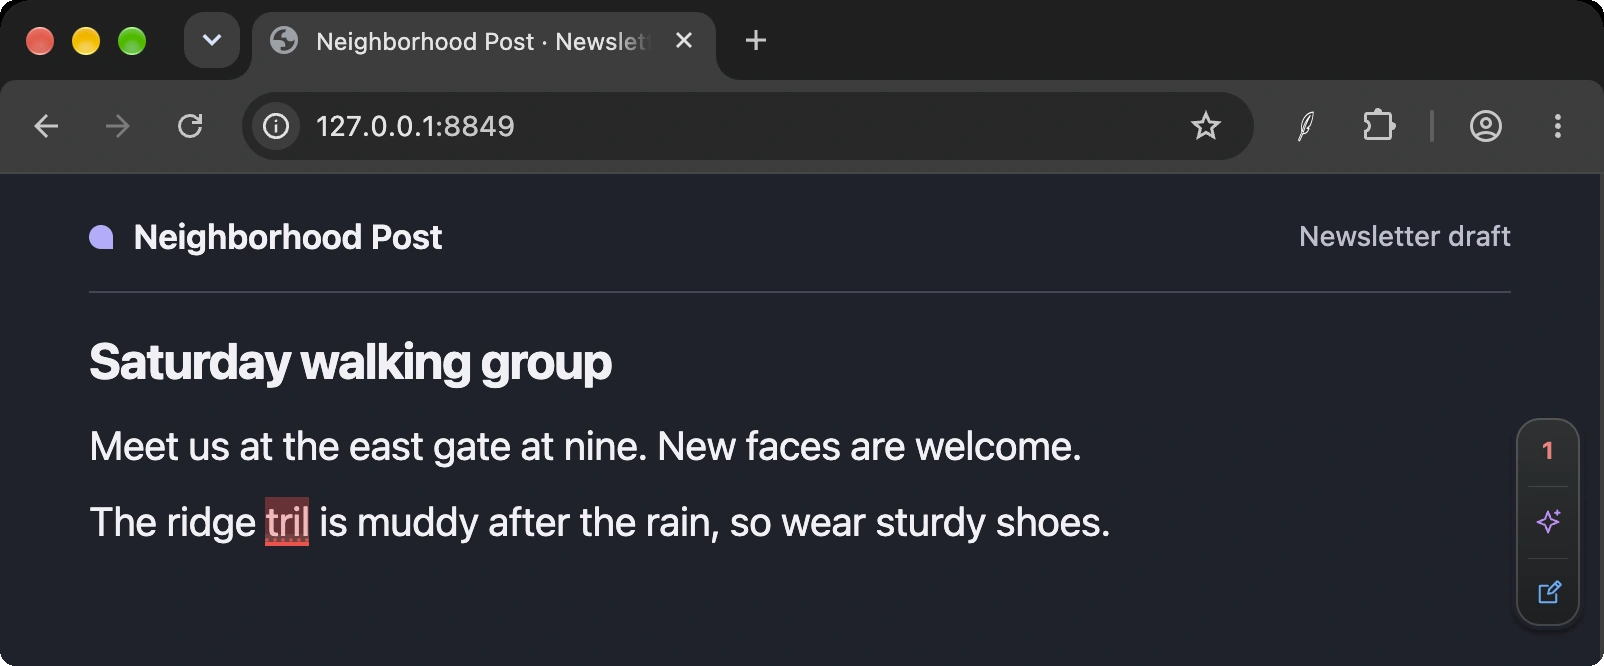 Neighborhood Post · Newslet
127.0.0.1:8849
Neighborhood Post
Newsletter draft
Saturday walking group
Meet us at the east gate at nine. New faces are welcome.
1
The ridge tril is muddy after the rain, so wear sturdy shoes.